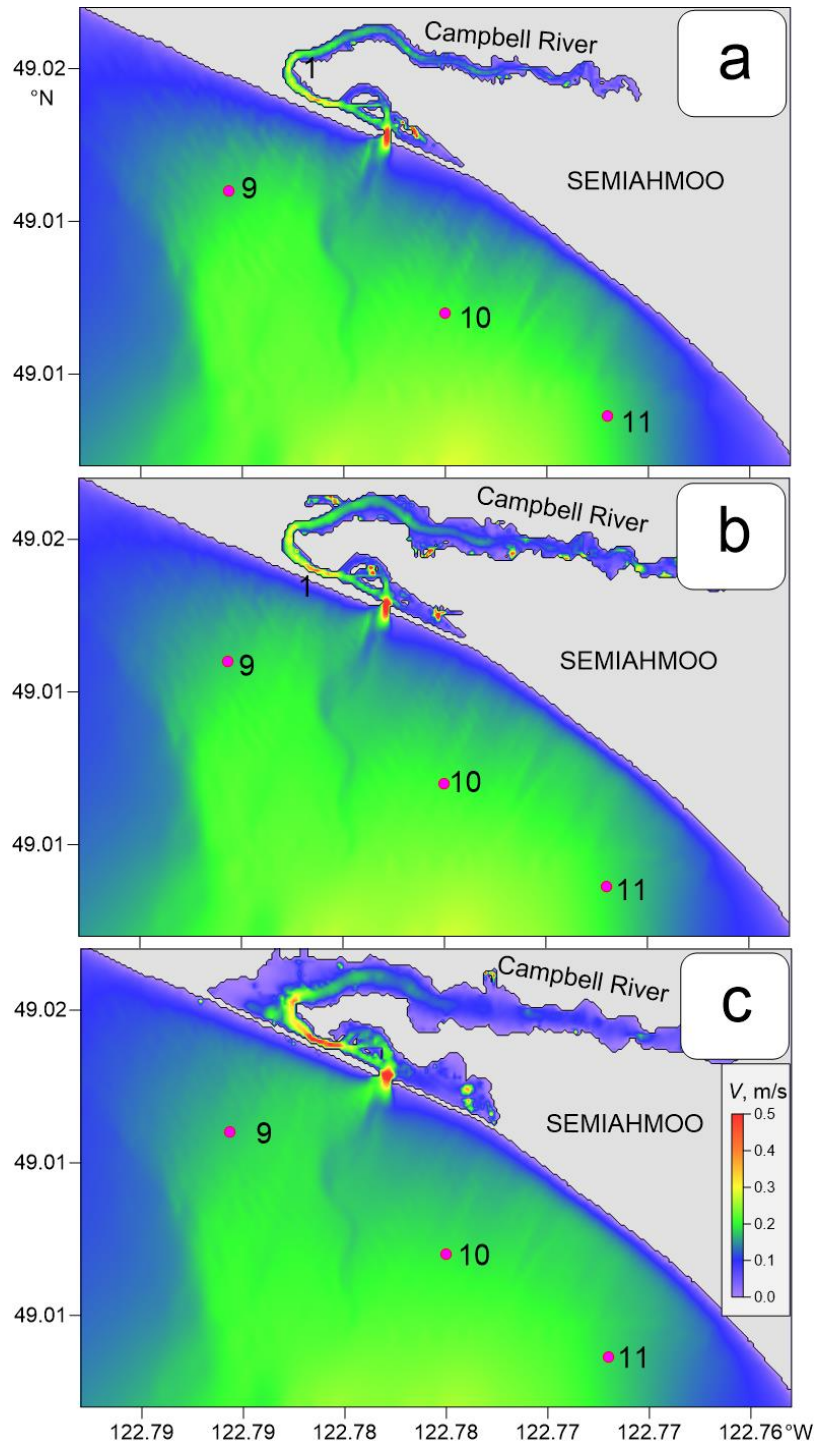 Campbell River
a
49.02
°N
1
SEMIAHMOO
9
49.01
10
49.01
11
Campbell River
b
49.02
1
SEMIAHMOO
9
49.01
10
49.01
11
Campbell River
c
49.02
V, m/s
0.5
0.4
0.3
0.2
0.1
0.0
SEMIAHMOO
9
49.01
10
49.01
11
122.79 122.79 122.78 122.78 122.77 122.77 122.76 °W